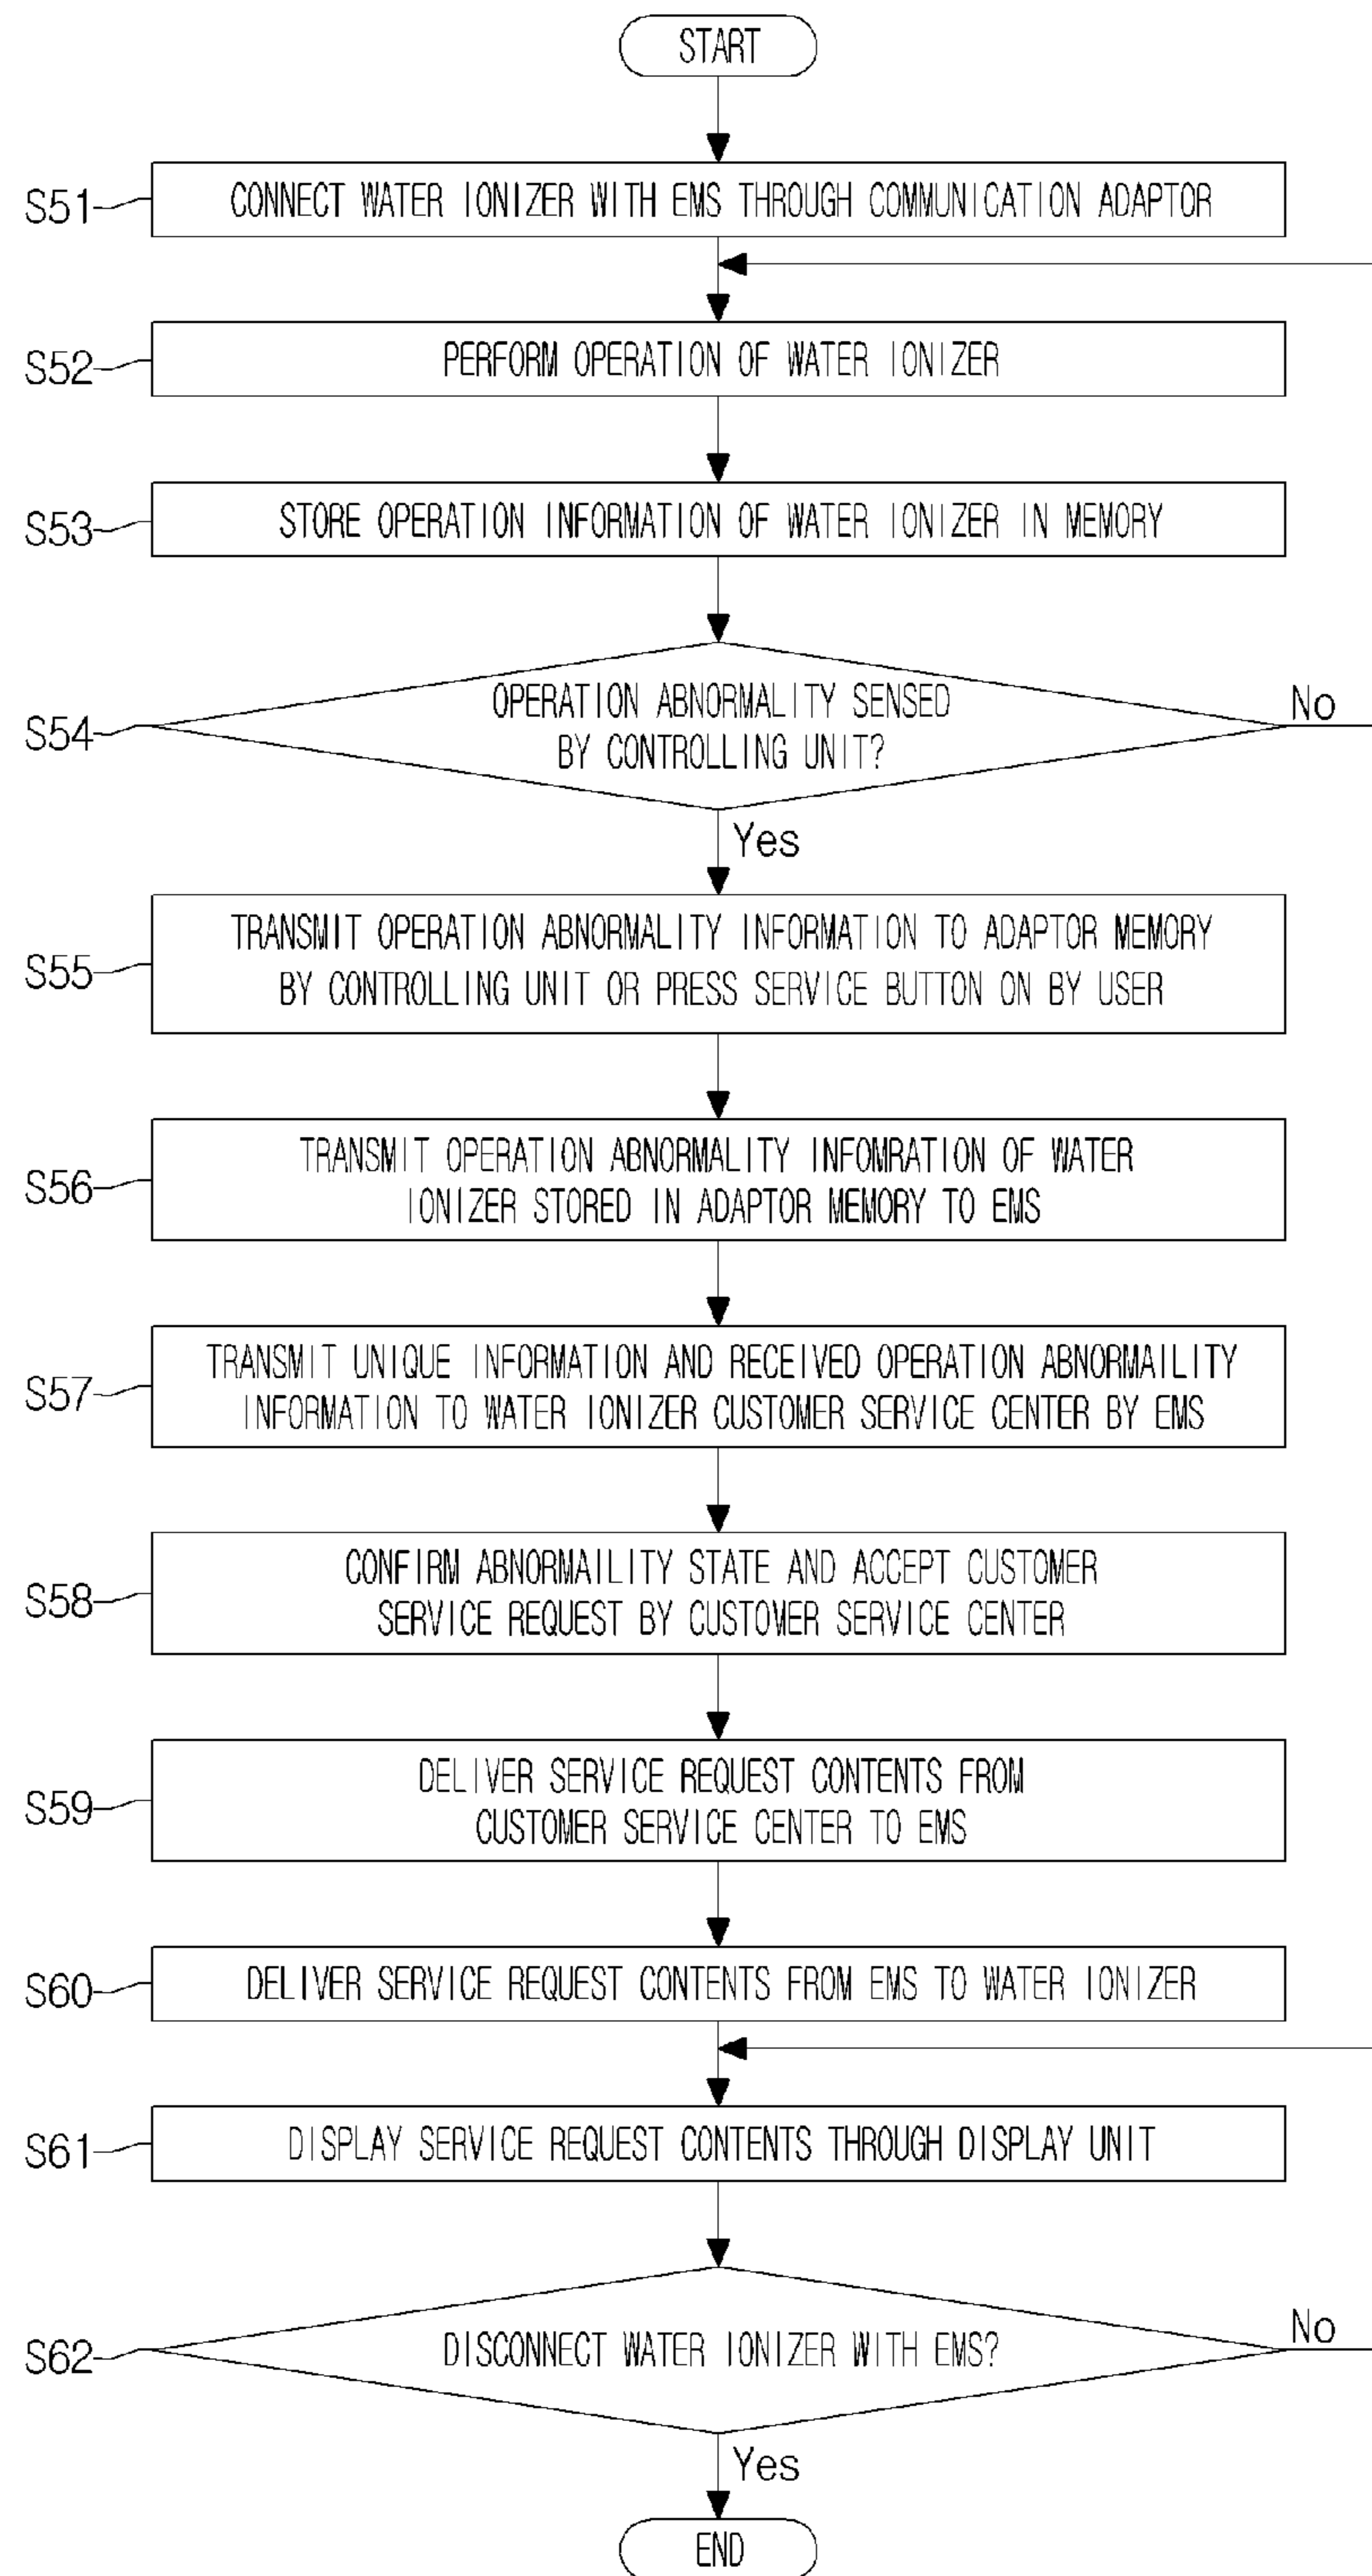 START
S51
CONNECT WATER IONIZER WITH EMS THROUGH COMMUNICATION ADAPTOR
S52
PERFORM OPERATION OF WATER IONIZER
S53
STORE OPERATION INFORMATION OF WATER IONIZER IN MEMORY
S54
OPERATION ABNORMALITY SENSED
BY CONTROLLING UNIT?
No
Yes
S55
TRANSMIT OPERATION ABNORMALITY INFORMATION TO ADAPTOR MEMORY
BY CONTROLLING UNIT OR PRESS SERVICE BUTTON ON BY USER
S56
TRANSMIT OPERATION ABNORMALITY INFOMRATION OF WATER
IONIZER STORED IN ADAPTOR MEMORY TO EMS
S57
TRANSMIT UNIQUE INFORMATION AND RECEIVED OPERATION ABNORMAILITY
INFORMATION TO WATER IONIZER CUSTOMER SERVICE CENTER BY EMS
S58
CONFIRM ABNORMAILITY STATE AND ACCEPT CUSTOMER
SERVICE REQUEST BY CUSTOMER SERVICE CENTER
S59
DELIVER SERVICE REQUEST CONTENTS FROM
CUSTOMER SERVICE CENTER TO EMS
S60
DELIVER SERVICE REQUEST CONTENTS FROM EMS TO WATER IONIZER
S61
DISPLAY SERVICE REQUEST CONTENTS THROUGH DISPLAY UNIT
S62
DISCONNECT WATER IONIZER WITH EMS?
No
Yes
END